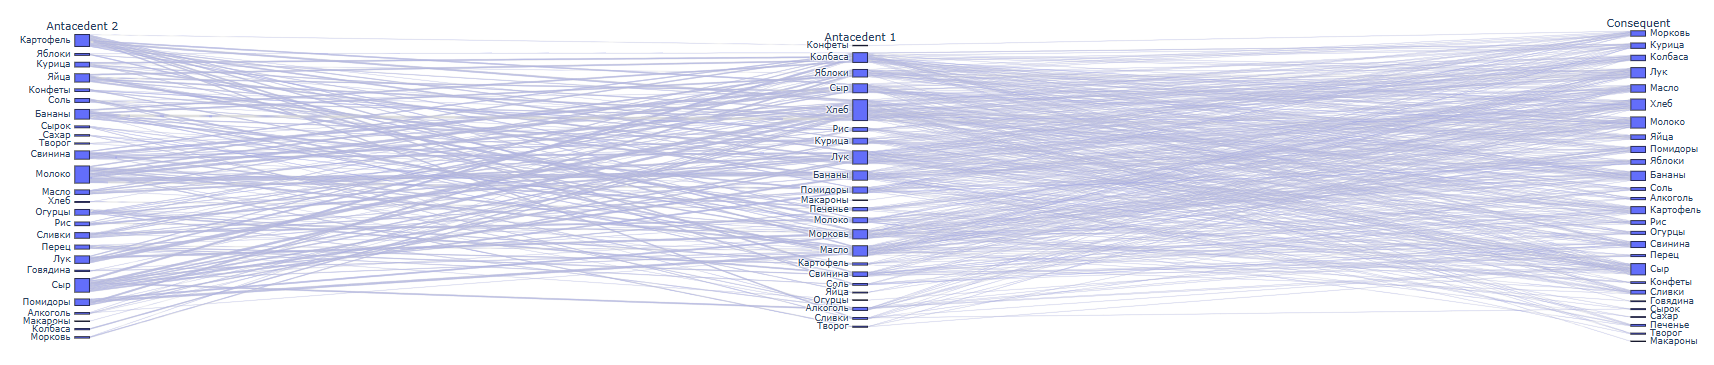 Antacedent 2
Картофель
Яблоки
Курица
Яйца
Конфеты
Соль
Бананы
Сырок
Сахар
Творог
Свинина
Молоко
Масло
Хлеб
Огурцы
Рис
Сливки
Перец
Лук
Говядина
Сыр
Помидоры
Алкоголь
Макароны
Колбаса
Морковь
Antacedent 1
Конфеты
Колбаса
Яблоки
Сыр
Хлеб
Рис
Курица
Лук
Бананы
Помидоры
Макароны
Печенье
Молоко
Морковь
Масло
Картофель
Свинина
Соль
Яйца
Огурцы
Алкоголь
Сливки
Творог
Consequent
Морковь
Курица
Колбаса
Лук
Масло
Хлеб
Молоко
Яйца
Помидоры
Яблоки
Бананы
Соль
Алкоголь
Картофель
Рис
Огурцы
Свинина
Перец
Сыр
Конфеты
Сливки
Говядина
Сырок
Сахар
Печенье
Творог
Макароны